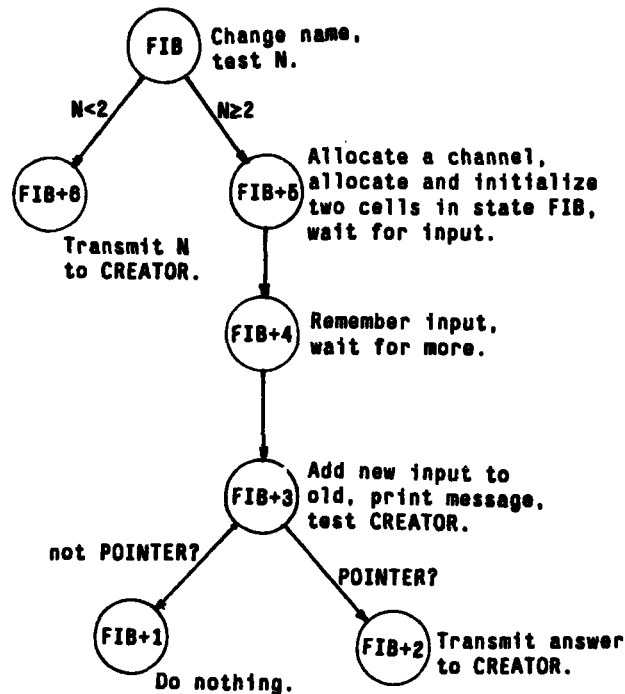 FIB
Change name,
test N.
N<2
N≥2
FIB+6
Transmit N
to CREATOR.
FIB+5
Allocate a channel,
allocate and initialize
two cells in state FIB,
wait for input.
FIB+4
Remember input,
wait for more.
FIB+3
Add new input to
old, print message,
test CREATOR.
not POINTER?
POINTER?
FIB+1
Do nothing.
FIB+2
Transmit answer
to CREATOR.